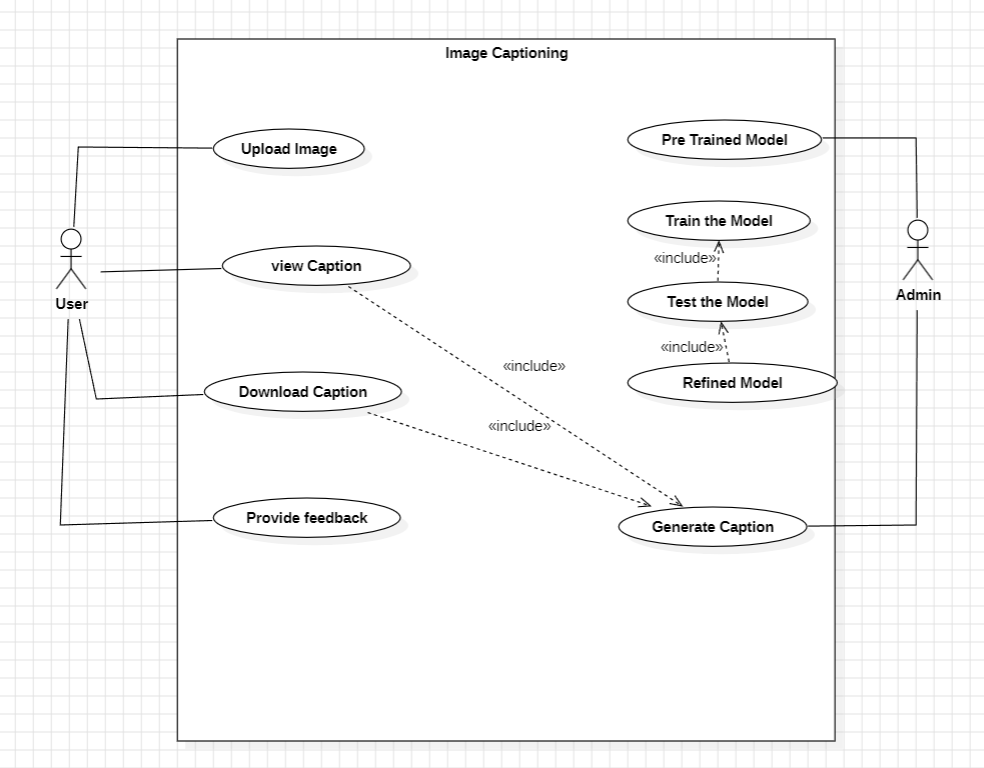 Image Captioning
Upload Image
Pre Trained Model
Train the Model
«include»
User
view Caption
Admin
Test the Model
«include»
«include»
Refined Model
Download Caption
«include»
Provide feedback
Generate Caption